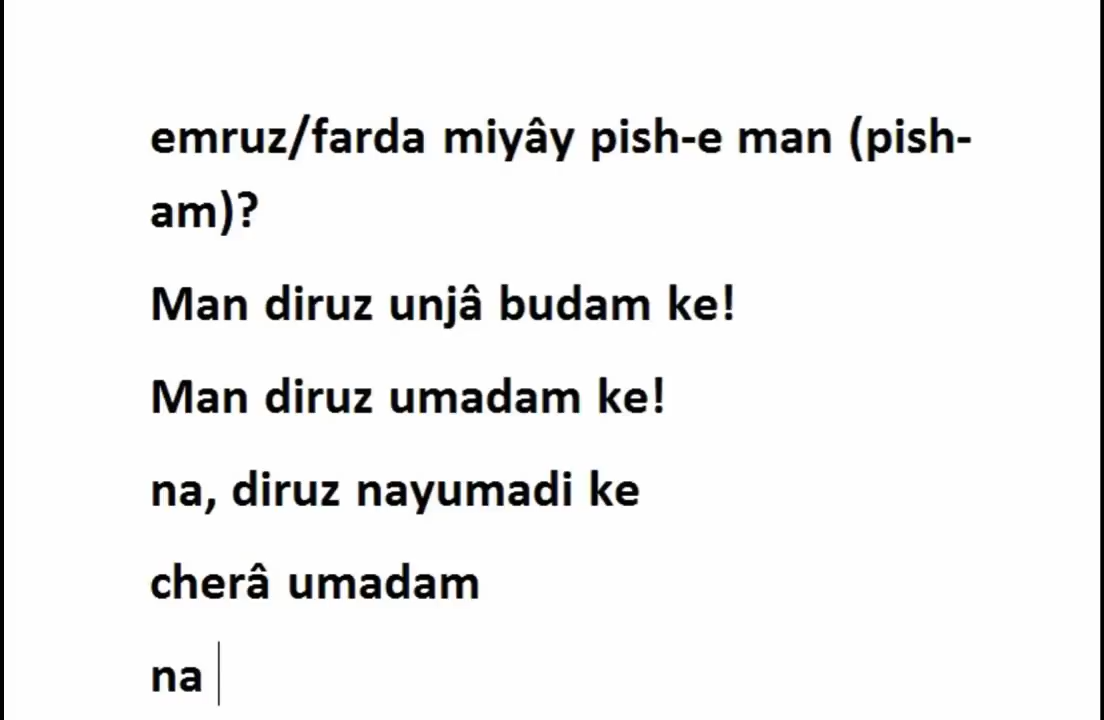 emruz/farda miyây pish-e man (pish-
am)?
Man diruz unjâ budam ke!
Man diruz umadam ke!
na, diruz nayumadi ke
cherâ umadam
na